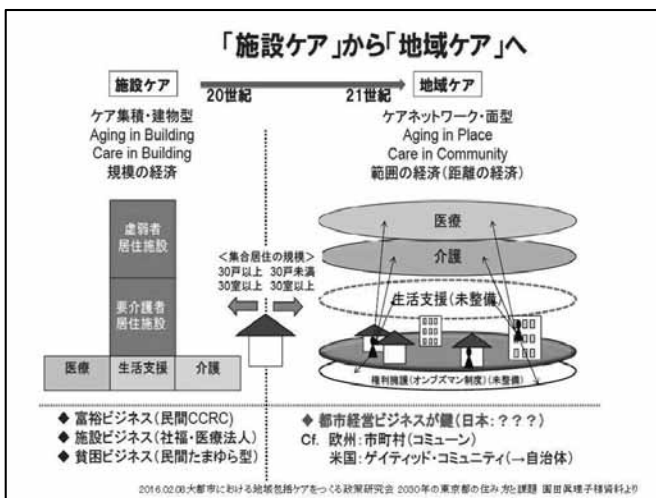 「施設ケア」から「地域ケア」へ
施設ケア
20世紀
21世紀
地域ケア
ケア集積・建物型
Aging in Building
Care in Building
規模の経済
ケアネットワーク・面型
Aging in Place
Care in Community
範囲の経済(距離の経済)
虚弱者
居住施設
要介護者
居住施設
医療
生活支援
介護
<集合居住の規模>
30戸以上 30戸未満
30室以上 30室以上
医療
介護
生活支援(未整備)
権利擁護(オンブズマン制度)(未整備)
◆ 富裕ビジネス(民間CCRC)
◆ 施設ビジネス(社福・医療法人)
◆ 貧困ビジネス(民間たまゆら型)
◆ 都市経営ビジネスが鍵(日本:???)
Cf. 欧州:市町村(コミューン)
米国:ゲイティッド・コミュニティ(→自治体)
2016.02.08大都市における地域包括ケアをつくる政策研究会 2030年の東京都の住み方と課題 園田眞理子様資料より